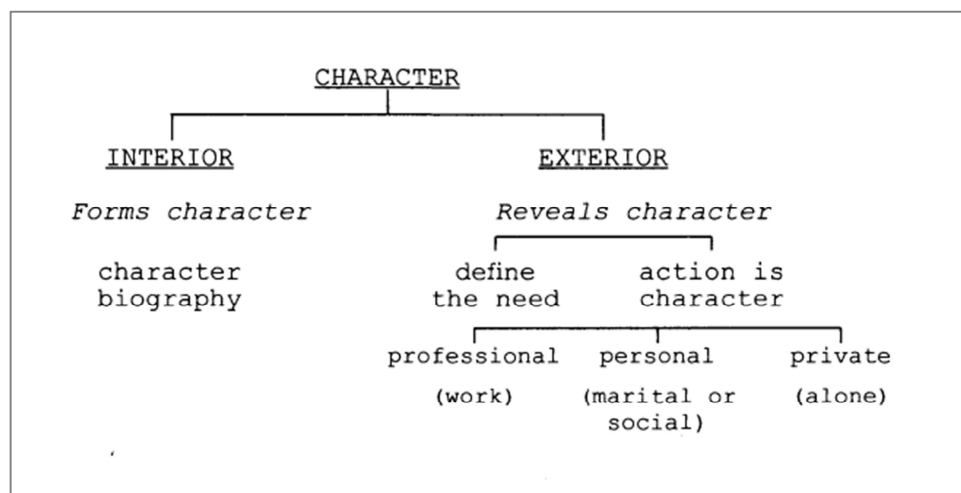 CHARACTER
INTERIOR EXTERIOR
Forms character Reveals character
character define action is
biography the need character
professional personal private
(work) (marital or (alone)
social)